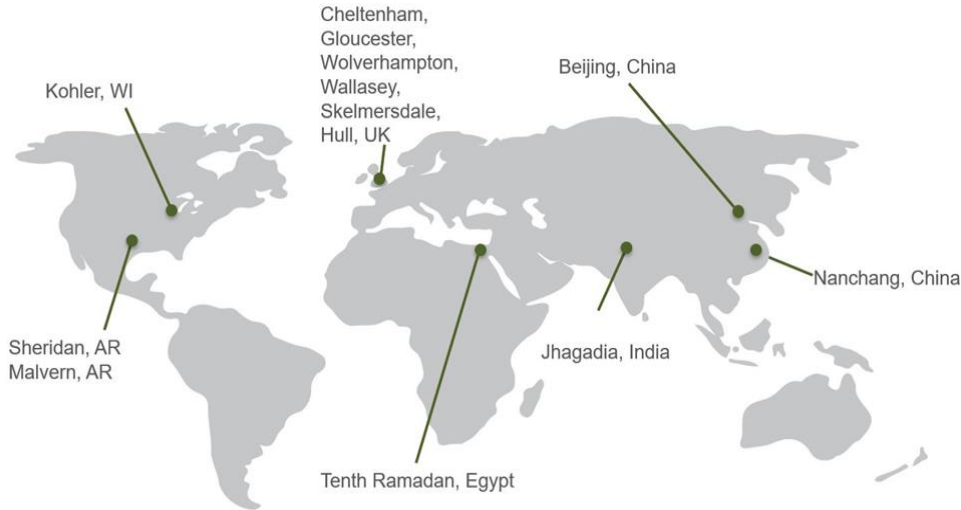 Cheltenham,
Gloucester,
Wolverhampton,
Wallasey,
Skelmersdale,
Hull, UK
Kohler, WI
Beijing, China
Nanchang, China
Sheridan, AR
Malvern, AR
Jhagadia, India
Tenth Ramadan, Egypt